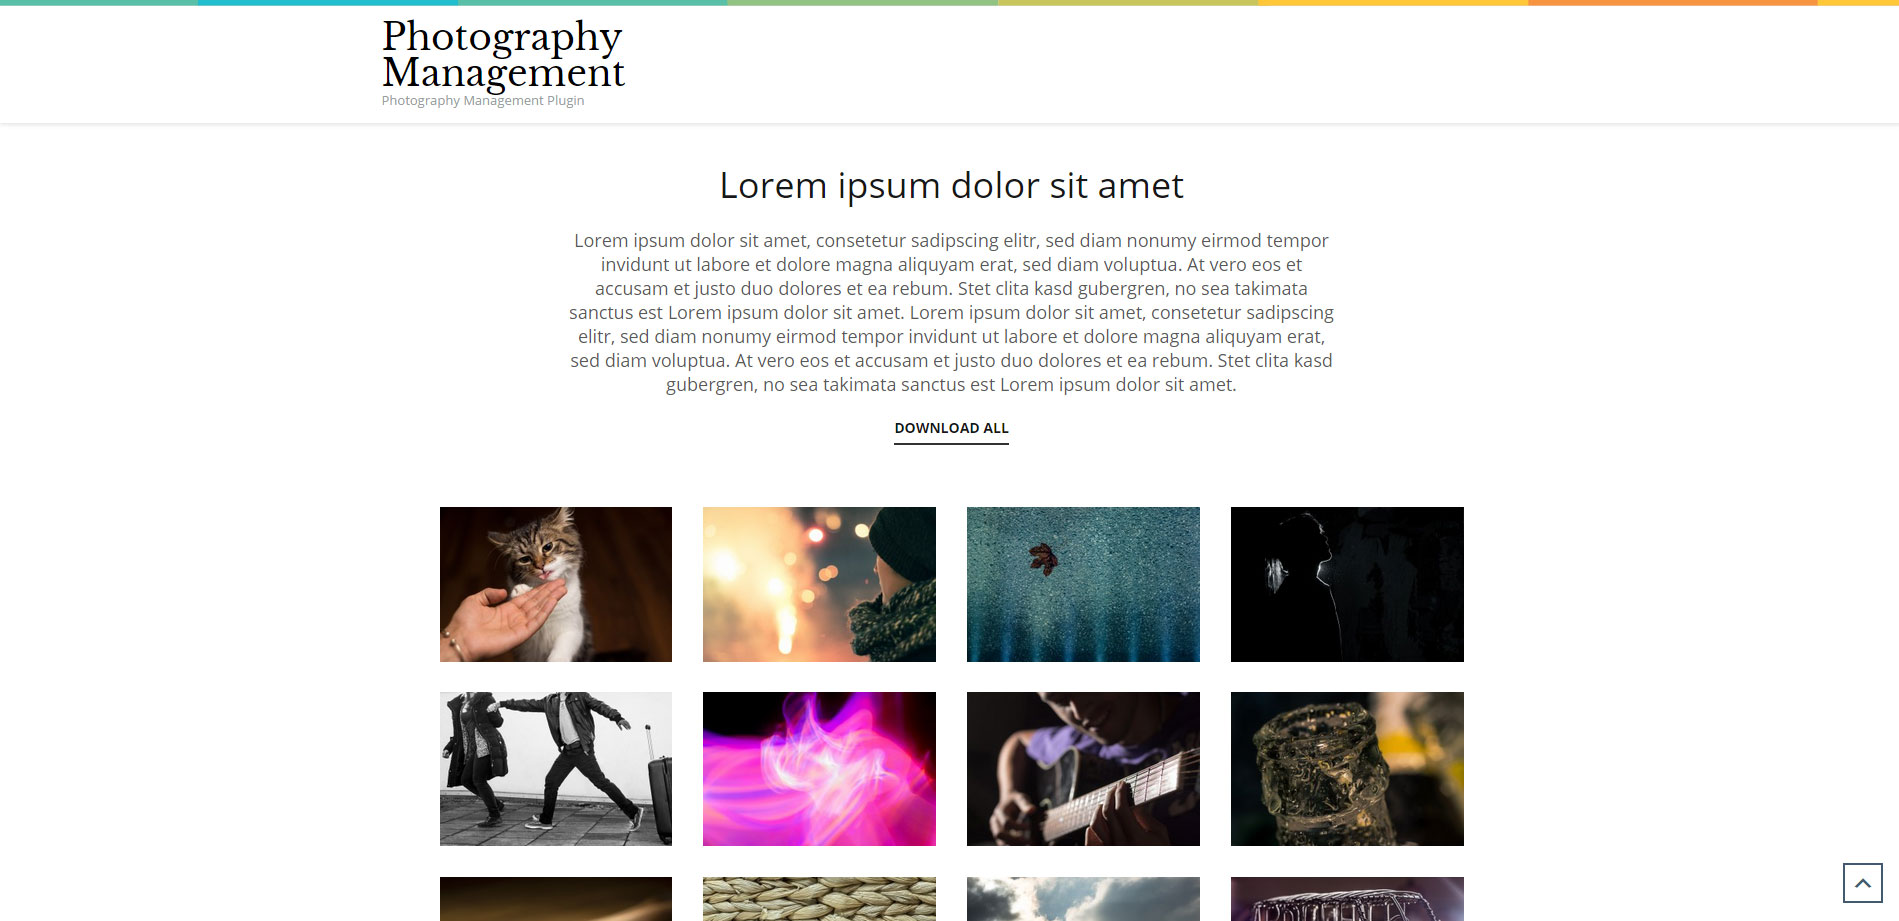 Photography
Management
Photography Management Plugin
Lorem ipsum dolor sit amet
Lorem ipsum dolor sit amet, consetetur sadipscing elitr, sed diam nonumy eirmod tempor
invidunt ut labore et dolore magna aliquyam erat, sed diam voluptua. At vero eos et
accusam et justo duo dolores et ea rebum. Stet clita kasd gubergren, no sea takimata
sanctus est Lorem ipsum dolor sit amet. Lorem ipsum dolor sit amet, consetetur sadipscing
elitr, sed diam nonumy eirmod tempor invidunt ut labore et dolore magna aliquyam erat,
sed diam voluptua. At vero eos et accusam et justo duo dolores et ea rebum. Stet clita kasd
gubergren, no sea takimata sanctus est Lorem ipsum dolor sit amet.
DOWNLOAD ALL